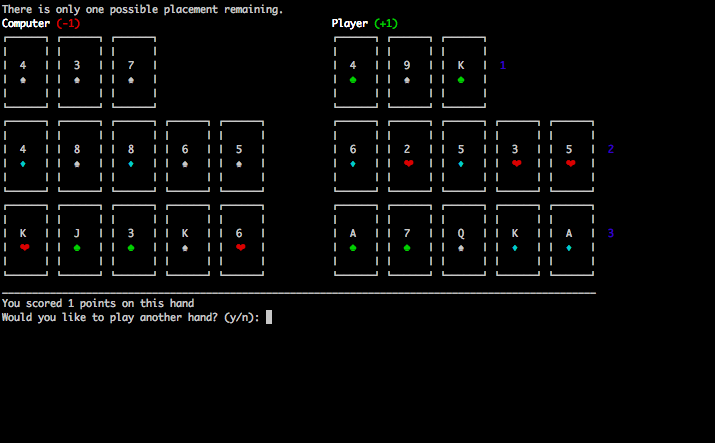 There is only one possible placement remaining.
Computer (-1) Player (+1)
4 3 7 4 9 K 1
♠ ♠ ♠ ♣ ♠ ♣
4 8 8 6 5 6 2 5 3 5 2
♦ ♠ ♦ ♠ ♠ ♦ ♥ ♦ ♥ ♥
K J 3 K 6 A 7 Q K A 3
♥ ♣ ♣ ♠ ♥ ♣ ♣ ♠ ♦ ♦
You scored 1 points on this hand
Would you like to play another hand? (y/n):